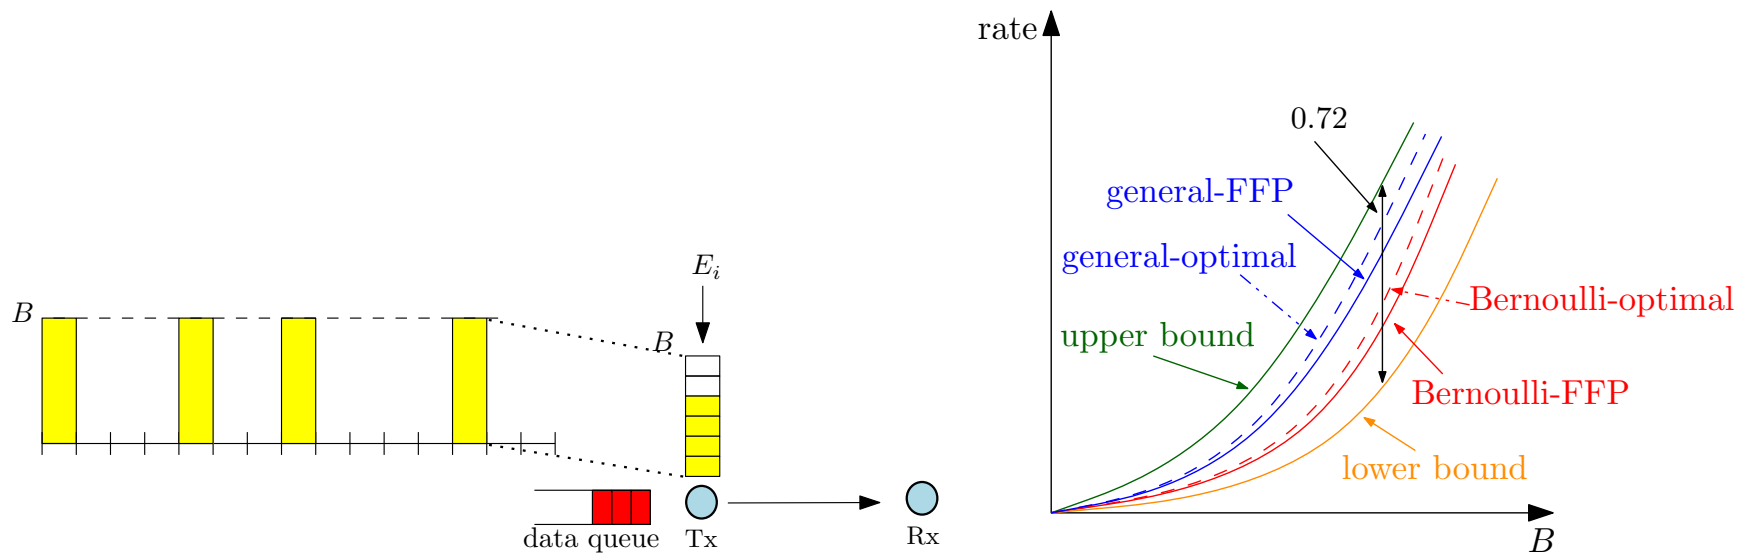 rate
0.72
general-FFP
general-optimal
E_i
Bernoulli-optimal
B
B
upper bound
Bernoulli-FFP
lower bound
data queue
Tx
Rx
B